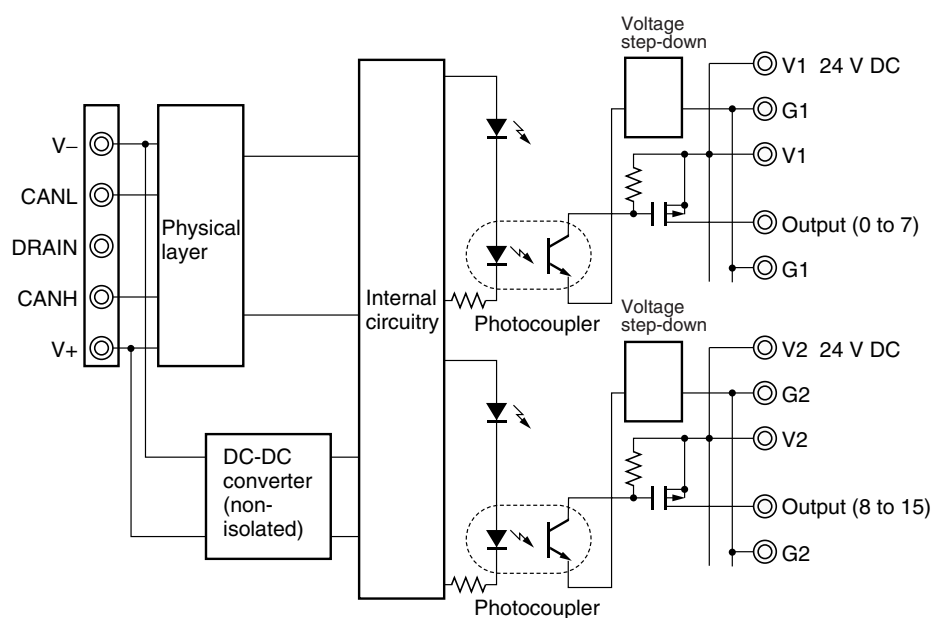 V–
CANL
DRAIN
CANH
V+
Physical
layer
DC-DC
converter
(non-
isolated)
Internal
circuitry
Voltage
step-down
V1 24 V DC
G1
V1
Output (0 to 7)
G1
Photocoupler
Voltage
step-down
V2 24 V DC
G2
V2
Output (8 to 15)
G2
Photocoupler